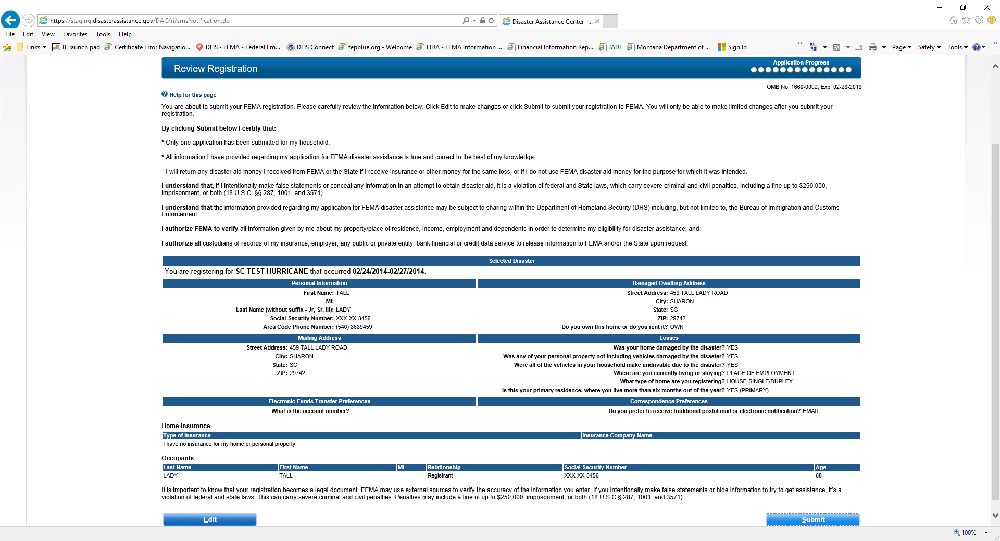 https://staging.disasterassistance.gov/DAC/ri/smsNotification.do
Disaster Assistance Center -...
File Edit View Favorites Tools Help
Links BI launch pad Certificate Error Navigatio... DHS - FEMA - Federal Em... DHS Connect fepblue.org - Welcome FIDA - FEMA Information ... Financial Information Rep... JADE Montana Department of ... Sign In Page Safety Tools
Review Registration
Application Progress
OMB No. 1660-0002, Exp. 02-28-2018
Help for this page
You are about to submit your FEMA registration. Please carefully review the information below. Click Edit to make changes or click Submit to submit your registration to FEMA. You will only be able to make limited changes after you submit your
registration.
By clicking Submit below I certify that:
* Only one application has been submitted for my household.
* All information I have provided regarding my application for FEMA disaster assistance is true and correct to the best of my knowledge.
* I will return any disaster aid money I received from FEMA or the State if I receive insurance or other money for the same loss, or if I do not use FEMA disaster aid money for the purpose for which it was intended.
I understand that, if I intentionally make false statements or conceal any information in an attempt to obtain disaster aid, it is a violation of federal and State laws, which carry severe criminal and civil penalties, including a fine up to $250,000,
imprisonment, or both (18 U.S.C. §§ 287, 1001, and 3571).
I understand that the information provided regarding my application for FEMA disaster assistance may be subject to sharing within the Department of Homeland Security (DHS) including, but not limited to, the Bureau of Immigration and Customs
Enforcement.
I authorize FEMA to verify all information given by me about my property/place of residence, income, employment and dependents in order to determine my eligibility for disaster assistance; and
I authorize all custodians of records of my insurance, employer, any public or private entity, bank financial or credit data service to release information to FEMA and/or the State upon request.
Selected Disaster
You are registering for SC TEST HURRICANE that occurred 02/24/2014-02/27/2014.
Personal Information
First Name: TALL
MI:
Last Name (without suffix - Jr, Sr, III): LADY
Social Security Number: XXX-XX-3456
Area Code Phone Number: (540) 8689459
Damaged Dwelling Address
Street Address: 459 TALL LADY ROAD
City: SHARON
State: SC
ZIP: 29742
Do you own this home or do you rent it? OWN
Mailing Address
Street Address: 459 TALL LADY ROAD
City: SHARON
State: SC
ZIP: 29742
Losses
Was your home damaged by the disaster? YES
Was any of your personal property not including vehicles damaged by the disaster? YES
Were all of the vehicles in your household make undrivable due to the disaster? YES
Where are you currently living or staying? PLACE OF EMPLOYMENT
What type of home are you registering? HOUSE-SINGLE/DUPLEX
Is this your primary residence, where you live more than six months out of the year? YES (PRIMARY)
Electronic Funds Transfer Preferences
What is the account number?
Correspondence Preferences
Do you prefer to receive traditional postal mail or electronic notification? EMAIL
Home Insurance
Type of Insurance Insurance Company Name
I have no insurance for my home or personal property.
Occupants
Last Name First Name MI Relationship Social Security Number Age
LADY TALL Registrant XXX-XX-3456 68
It is important to know that your registration becomes a legal document. FEMA may use external sources to verify the accuracy of the information you enter. If you intentionally make false statements or hide information to try to get assistance, it's a
violation of federal and state laws. This can carry severe criminal and civil penalties. Penalties may include a fine of up to $250,000, imprisonment, or both (18 U.S.C § 287, 1001, and 3571).
Edit Submit
100%